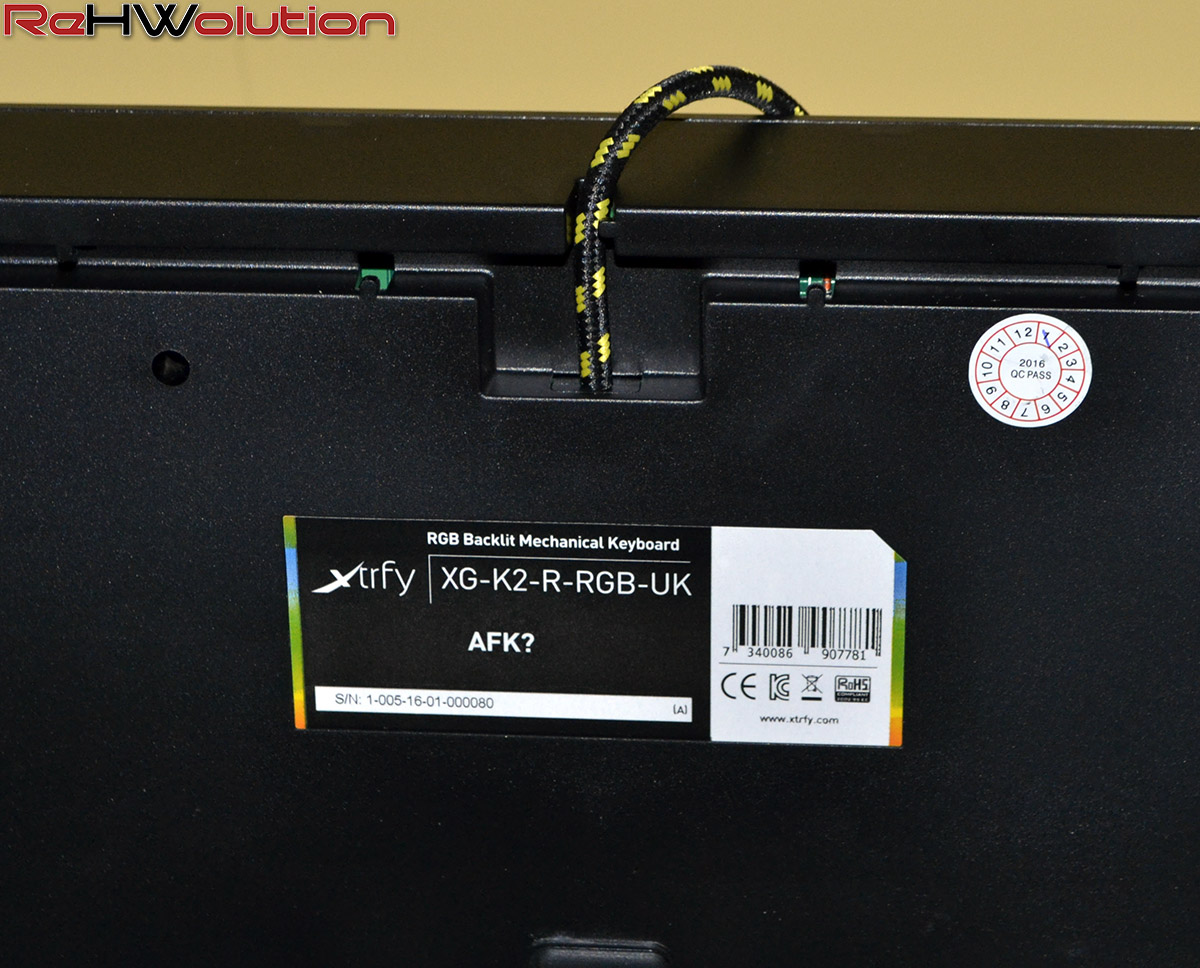 ReHWolution
12 1 2 3 4 5 6 7 8 9 10 11
2016
QC PASS
RGB Backlit Mechanical Keyboard
xtrfy
XG-K2-R-RGB-UK
AFK?
S/N: 1-005-16-01-000080
(A)
7 340086 907781
CE
RoHS
COMPLIANT
www.xtrfy.com